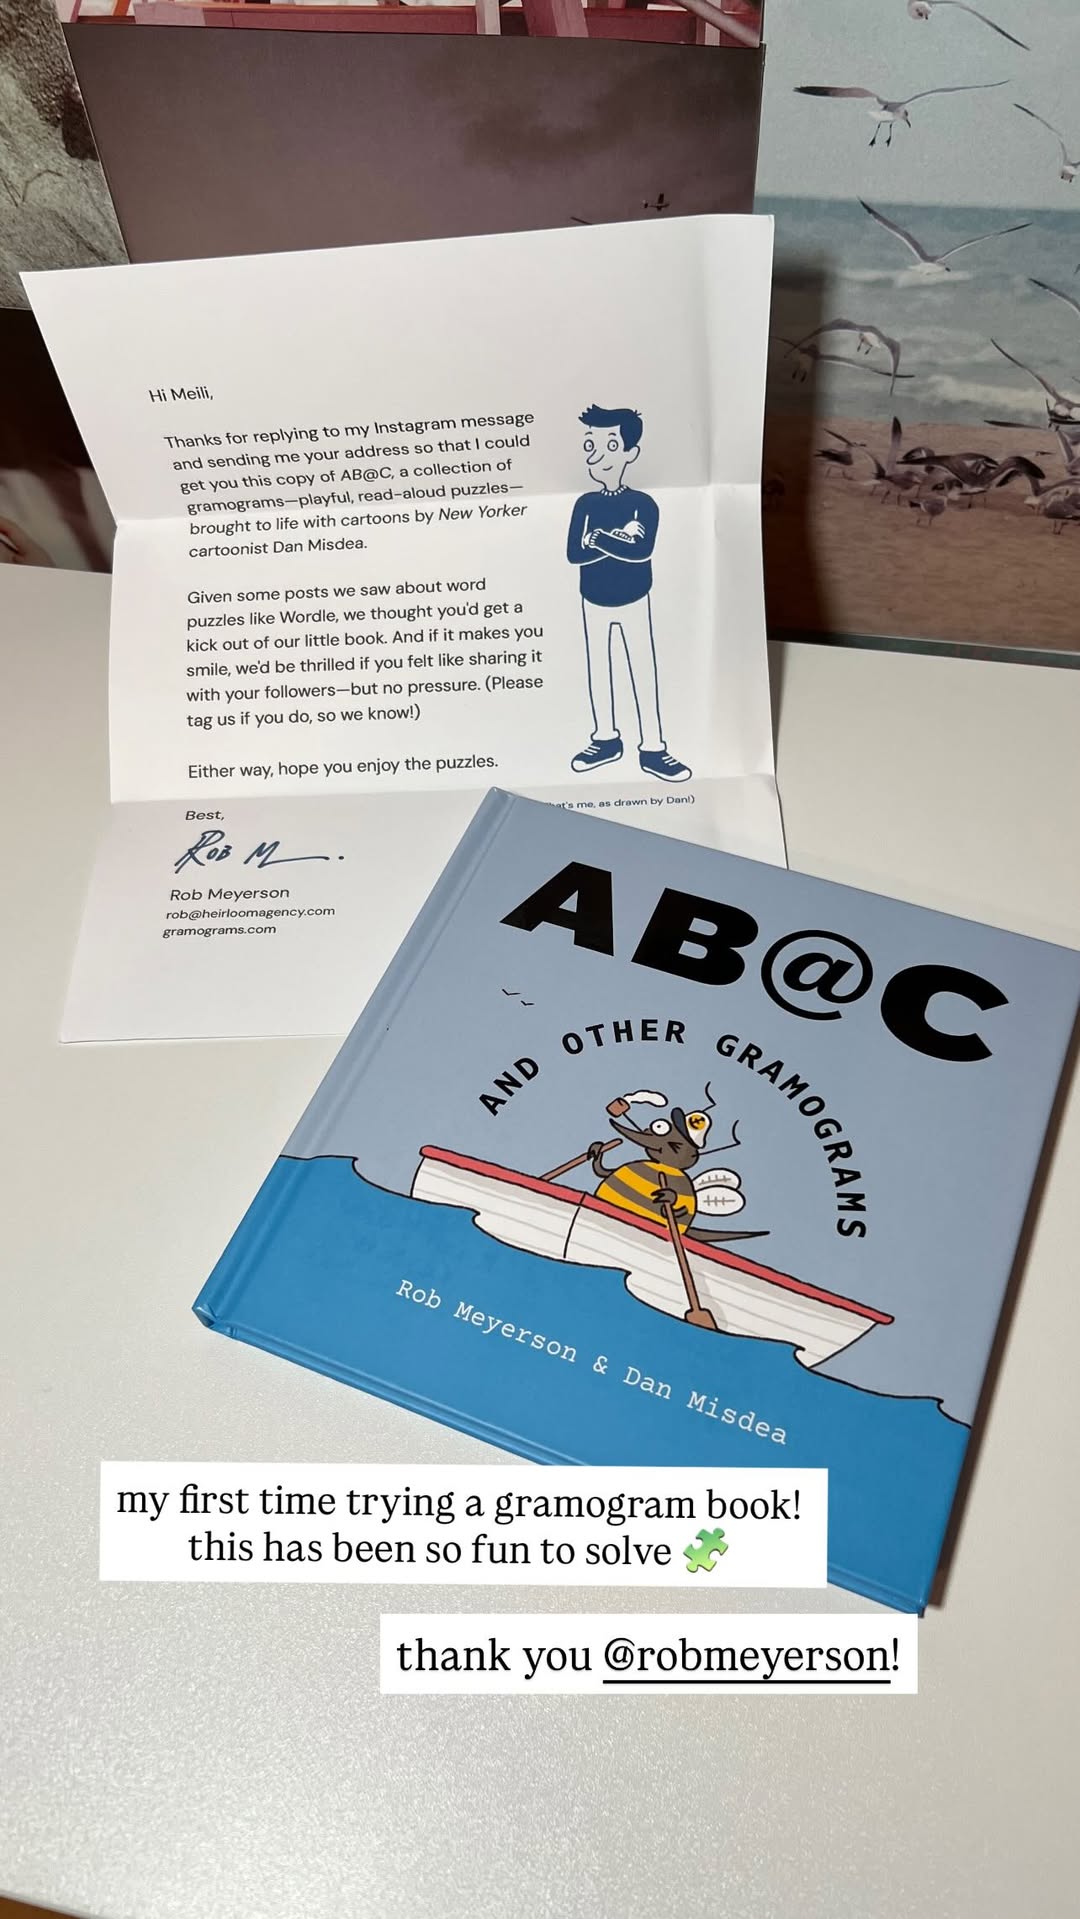 Hi Meili,
Thanks for replying to my Instagram message
and sending me your address so that I could
get you this copy of AB@C, a collection of
gramograms—playful, read-aloud puzzles—
brought to life with cartoons by New Yorker
cartoonist Dan Misdea.
Given some posts we saw about word
puzzles like Wordle, we thought you'd get a
kick out of our little book. And if it makes you
smile, we'd be thrilled if you felt like sharing it
with your followers—but no pressure. (Please
tag us if you do, so we know!)
Either way, hope you enjoy the puzzles.
Best,
Rob M
Rob Meyerson
rob@heirloomagency.com
gramograms.com
me, as drawn by Dan!)
AB@C
AND OTHER GRAMOGRAMS
Rob Meyerson & Dan Misdea
my first time trying a gramogram book!
this has been so fun to solve
thank you @robmeyerson!